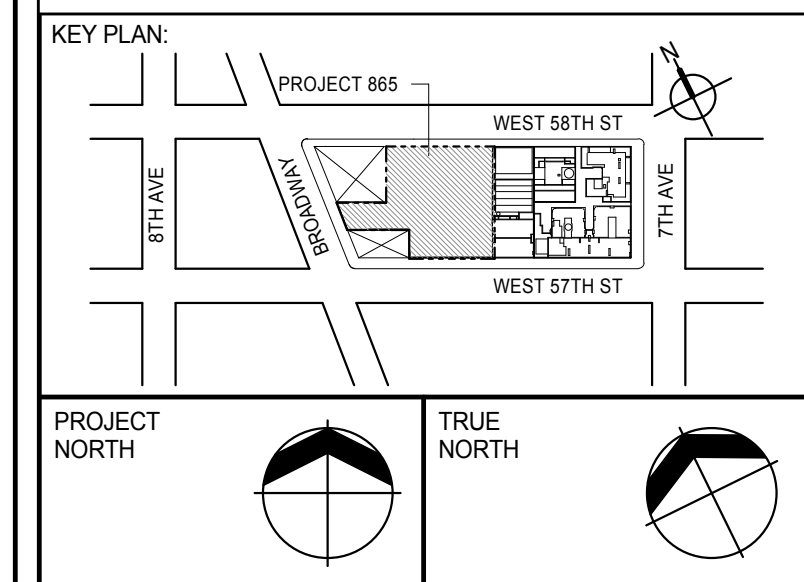 KEY PLAN:
PROJECT 865
N
WEST 58TH ST
8TH AVE
BROADWAY
7TH AVE
WEST 57TH ST
PROJECT
NORTH
TRUE
NORTH